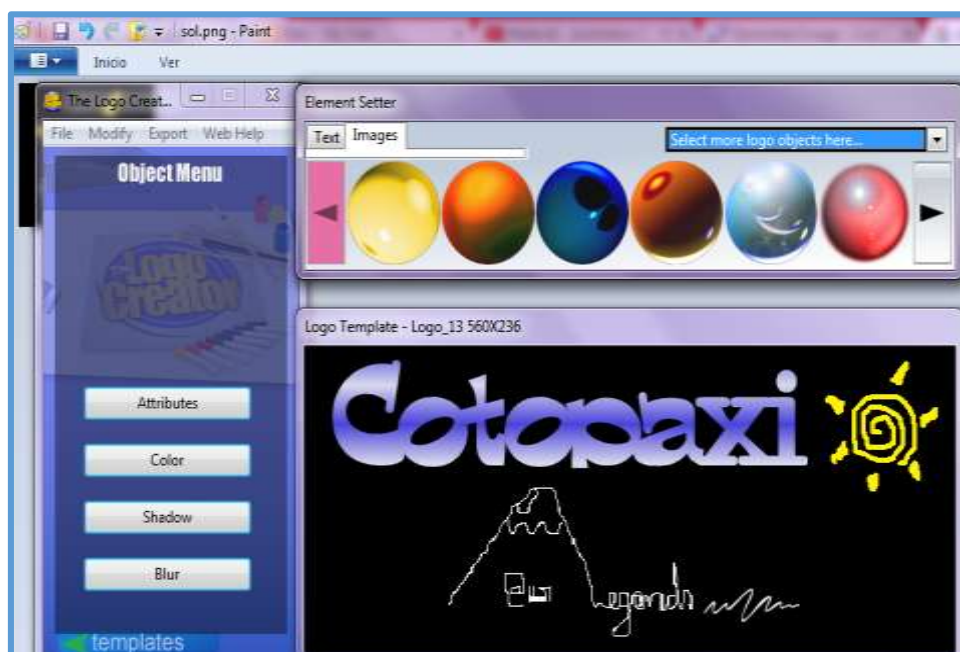 sol.png - Paint
Inicio Ver
The Logo Creat...
File Modify Export Web Help
Object Menu
Logo
Creator
Attributes
Color
Shadow
Blur
templates
Element Setter
Text Images
Select more logo objects here...
Logo Template - Logo_13 560X236
Cotopaxi